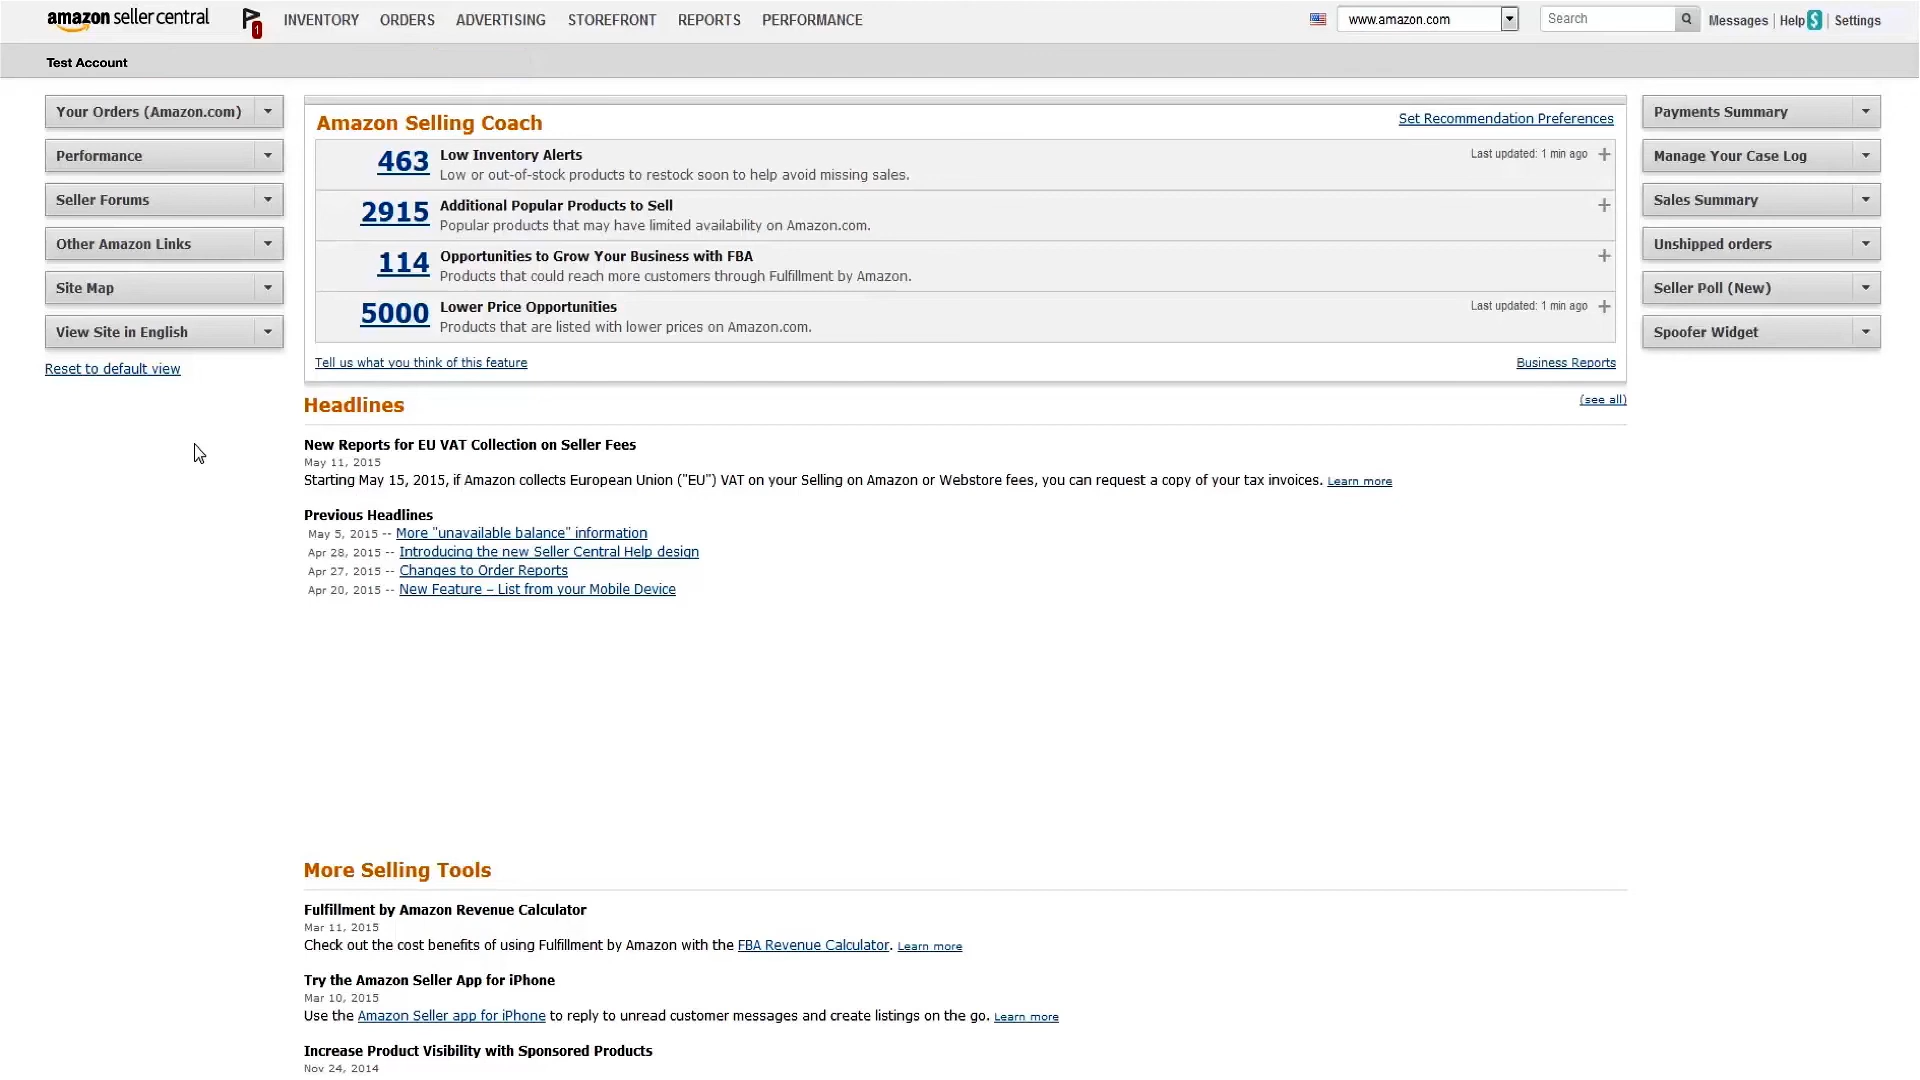 amazon seller central
1
INVENTORY ORDERS ADVERTISING STOREFRONT REPORTS PERFORMANCE
www.amazon.com
Search
Messages | Help $ | Settings
Test Account
Your Orders (Amazon.com)
Performance
Seller Forums
Other Amazon Links
Site Map
View Site in English
Reset to default view
Amazon Selling Coach
Set Recommendation Preferences
463 Low Inventory Alerts Last updated: 1 min ago +
Low or out-of-stock products to restock soon to help avoid missing sales.
2915 Additional Popular Products to Sell +
Popular products that may have limited availability on Amazon.com.
114 Opportunities to Grow Your Business with FBA +
Products that could reach more customers through Fulfillment by Amazon.
5000 Lower Price Opportunities Last updated: 1 min ago +
Products that are listed with lower prices on Amazon.com.
Tell us what you think of this feature Business Reports
Headlines (see all)
New Reports for EU VAT Collection on Seller Fees
May 11, 2015
Starting May 15, 2015, if Amazon collects European Union ("EU") VAT on your Selling on Amazon or Webstore fees, you can request a copy of your tax invoices. Learn more
Previous Headlines
May 5, 2015 -- More "unavailable balance" information
Apr 28, 2015 -- Introducing the new Seller Central Help design
Apr 27, 2015 -- Changes to Order Reports
Apr 20, 2015 -- New Feature – List from your Mobile Device
More Selling Tools
Fulfillment by Amazon Revenue Calculator
Mar 11, 2015
Check out the cost benefits of using Fulfillment by Amazon with the FBA Revenue Calculator. Learn more
Try the Amazon Seller App for iPhone
Mar 10, 2015
Use the Amazon Seller app for iPhone to reply to unread customer messages and create listings on the go. Learn more
Increase Product Visibility with Sponsored Products
Nov 24, 2014
Payments Summary
Manage Your Case Log
Sales Summary
Unshipped orders
Seller Poll (New)
Spoofer Widget